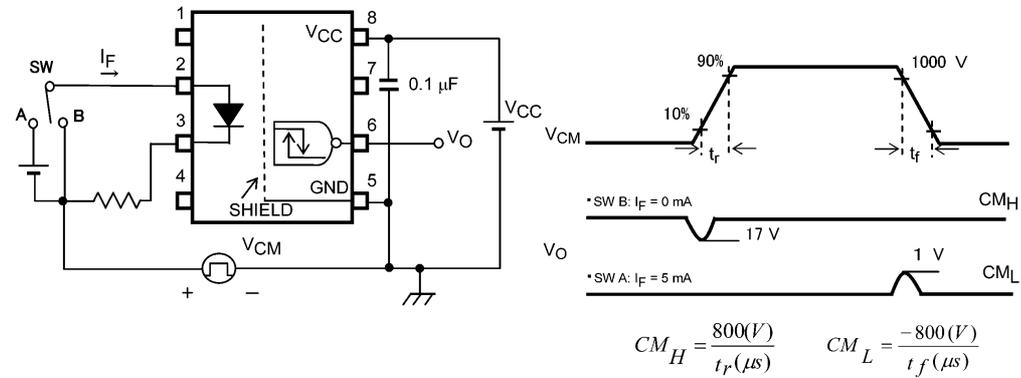 1
8
VCC
SW
IF
2
7
0.1 μF
A
B
3
6
VO
VCC
4
GND
5
SHIELD
VCM
+
−
90%
1000 V
10%
VCM
tr
tf
▪ SW B: IF = 0 mA
CMH
17 V
VO
1 V
▪ SW A: IF = 5 mA
CML
CMH = 800(V) / tr(μs)
CML = −800(V) / tf(μs)